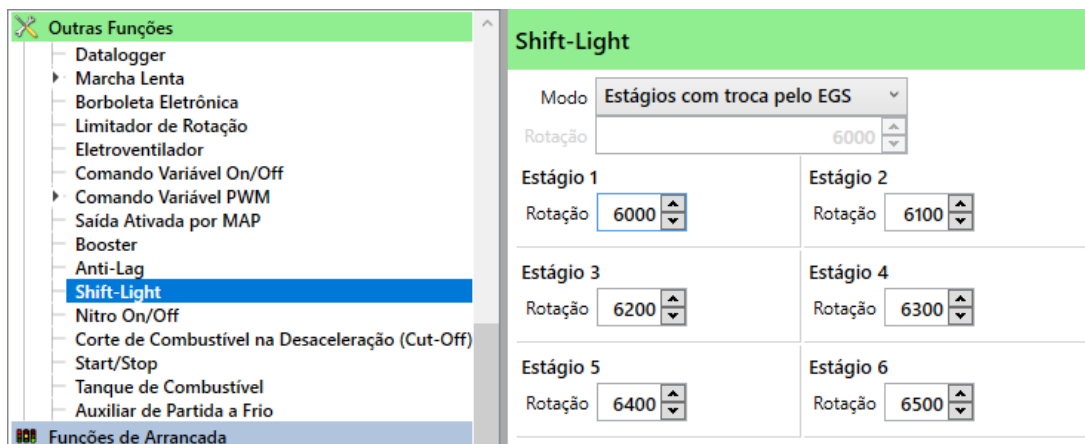 Outras Funções
Datalogger
Marcha Lenta
Borboleta Eletrônica
Limitador de Rotação
Eletroventilador
Comando Variável On/Off
Comando Variável PWM
Saída Ativada por MAP
Booster
Anti-Lag
Shift-Light
Nitro On/Off
Corte de Combustível na Desaceleração (Cut-Off)
Start/Stop
Tanque de Combustível
Auxiliar de Partida a Frio
Funções de Arrancada
Shift-Light
Modo Estágios com troca pelo EGS
Rotação 6000
Estágio 1 Estágio 2
Rotação 6000 Rotação 6100
Estágio 3 Estágio 4
Rotação 6200 Rotação 6300
Estágio 5 Estágio 6
Rotação 6400 Rotação 6500